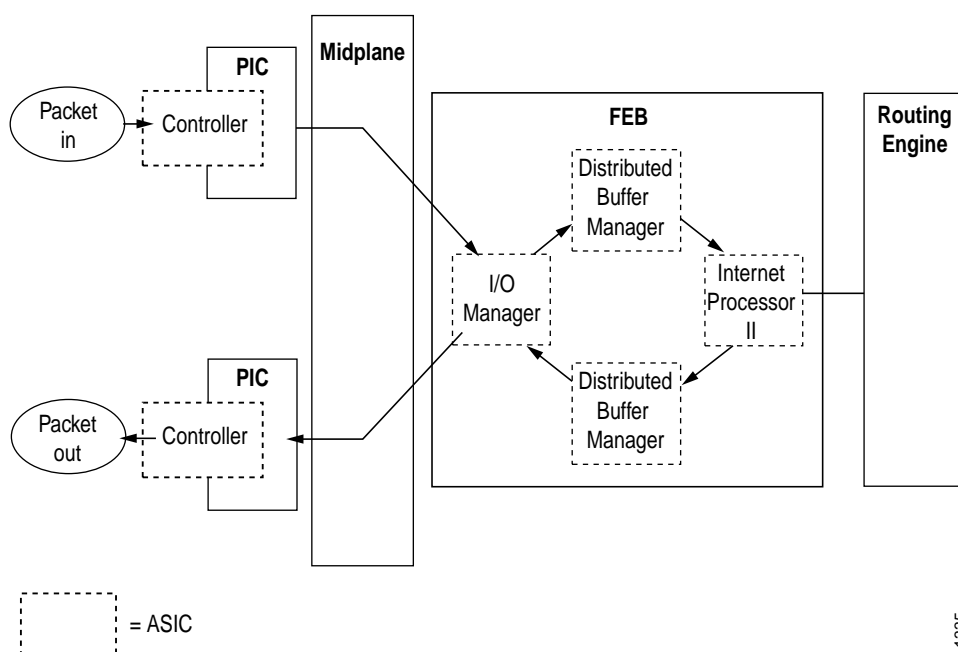 Midplane
PIC
Packet
in
Controller
FEB
Routing
Engine
Distributed
Buffer
Manager
I/O
Manager
Internet
Processor
II
PIC
Packet
out
Controller
Distributed
Buffer
Manager
= ASIC